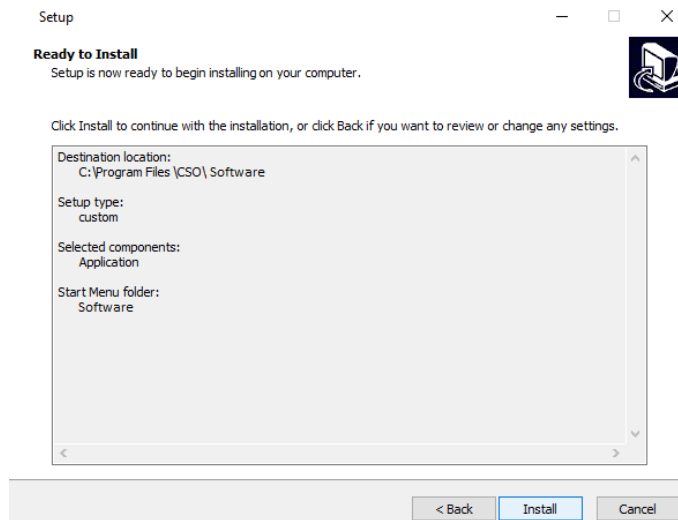 Setup
Ready to Install
Setup is now ready to begin installing on your computer.
Click Install to continue with the installation, or click Back if you want to review or change any settings.
Destination location:
C:\Program Files \CSO\ Software
Setup type:
custom
Selected components:
Application
Start Menu folder:
Software
< Back
Install
Cancel